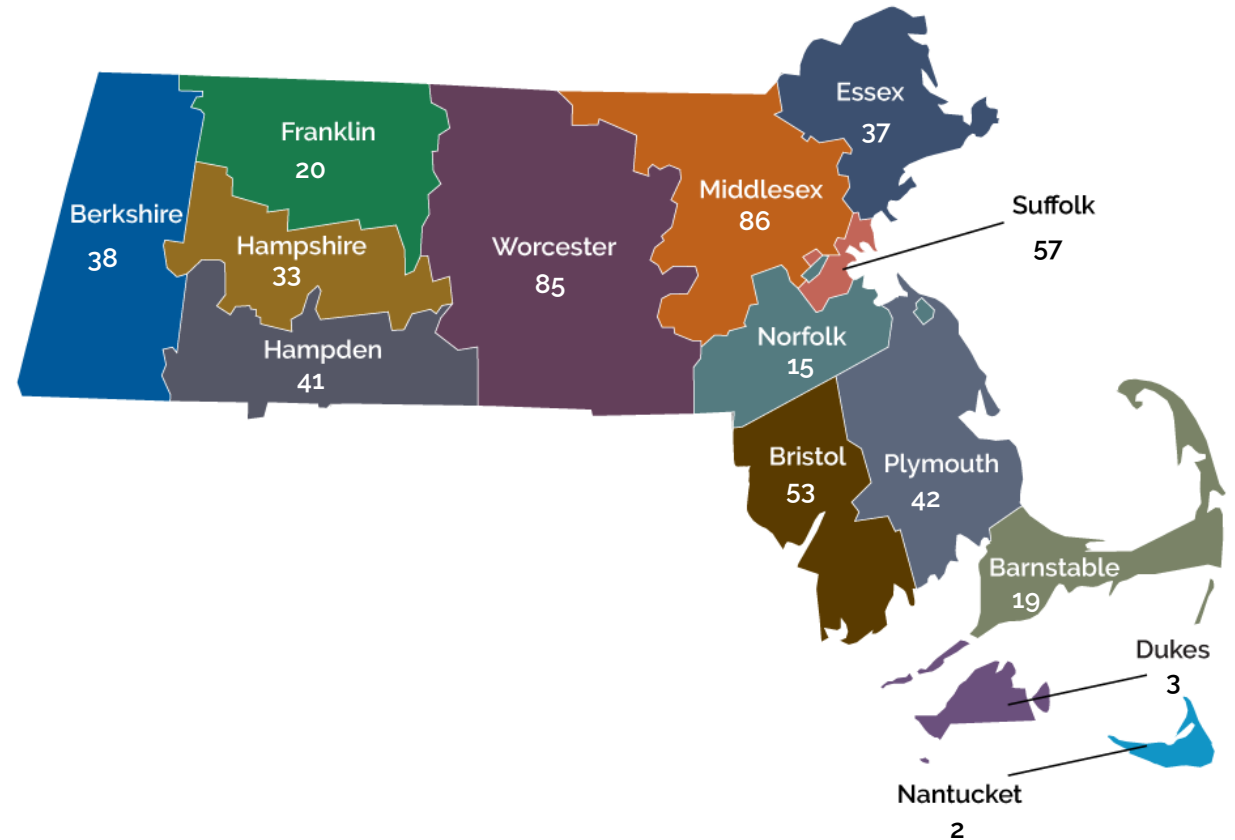 Essex
37
Franklin
20
Middlesex
86
Suffolk
57
Berkshire
38
Hampshire
33
Worcester
85
Norfolk
15
Hampden
41
Bristol
53
Plymouth
42
Barnstable
19
Dukes
3
Nantucket
2